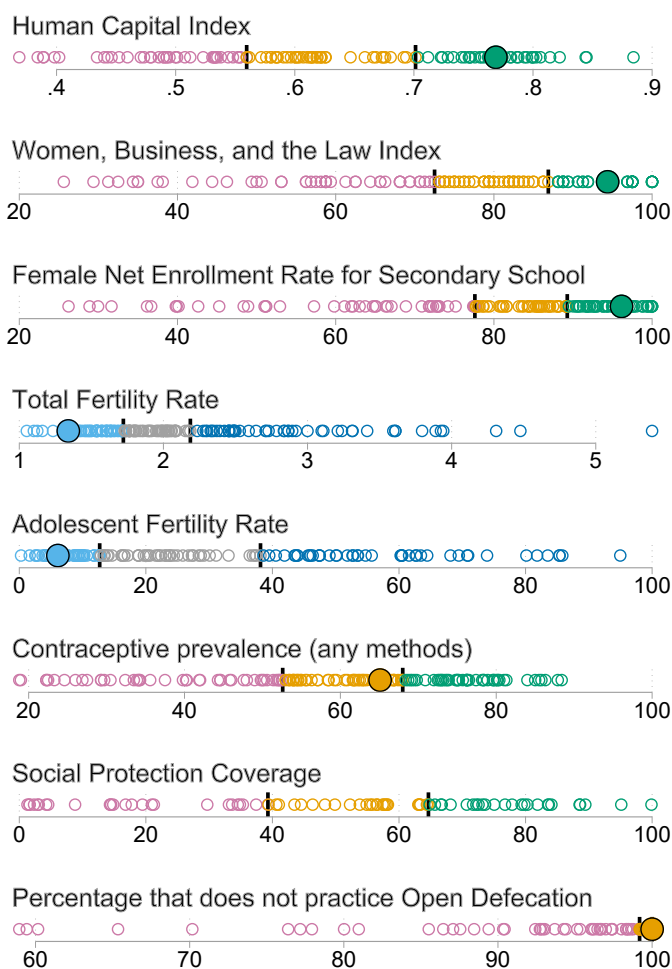 Human Capital Index
.4 .5 .6 .7 .8 .9
Women, Business, and the Law Index
20 40 60 80 100
Female Net Enrollment Rate for Secondary School
20 40 60 80 100
Total Fertility Rate
1 2 3 4 5
Adolescent Fertility Rate
0 20 40 60 80 100
Contraceptive prevalence (any methods)
20 40 60 80 100
Social Protection Coverage
0 20 40 60 80 100
Percentage that does not practice Open Defecation
60 70 80 90 100